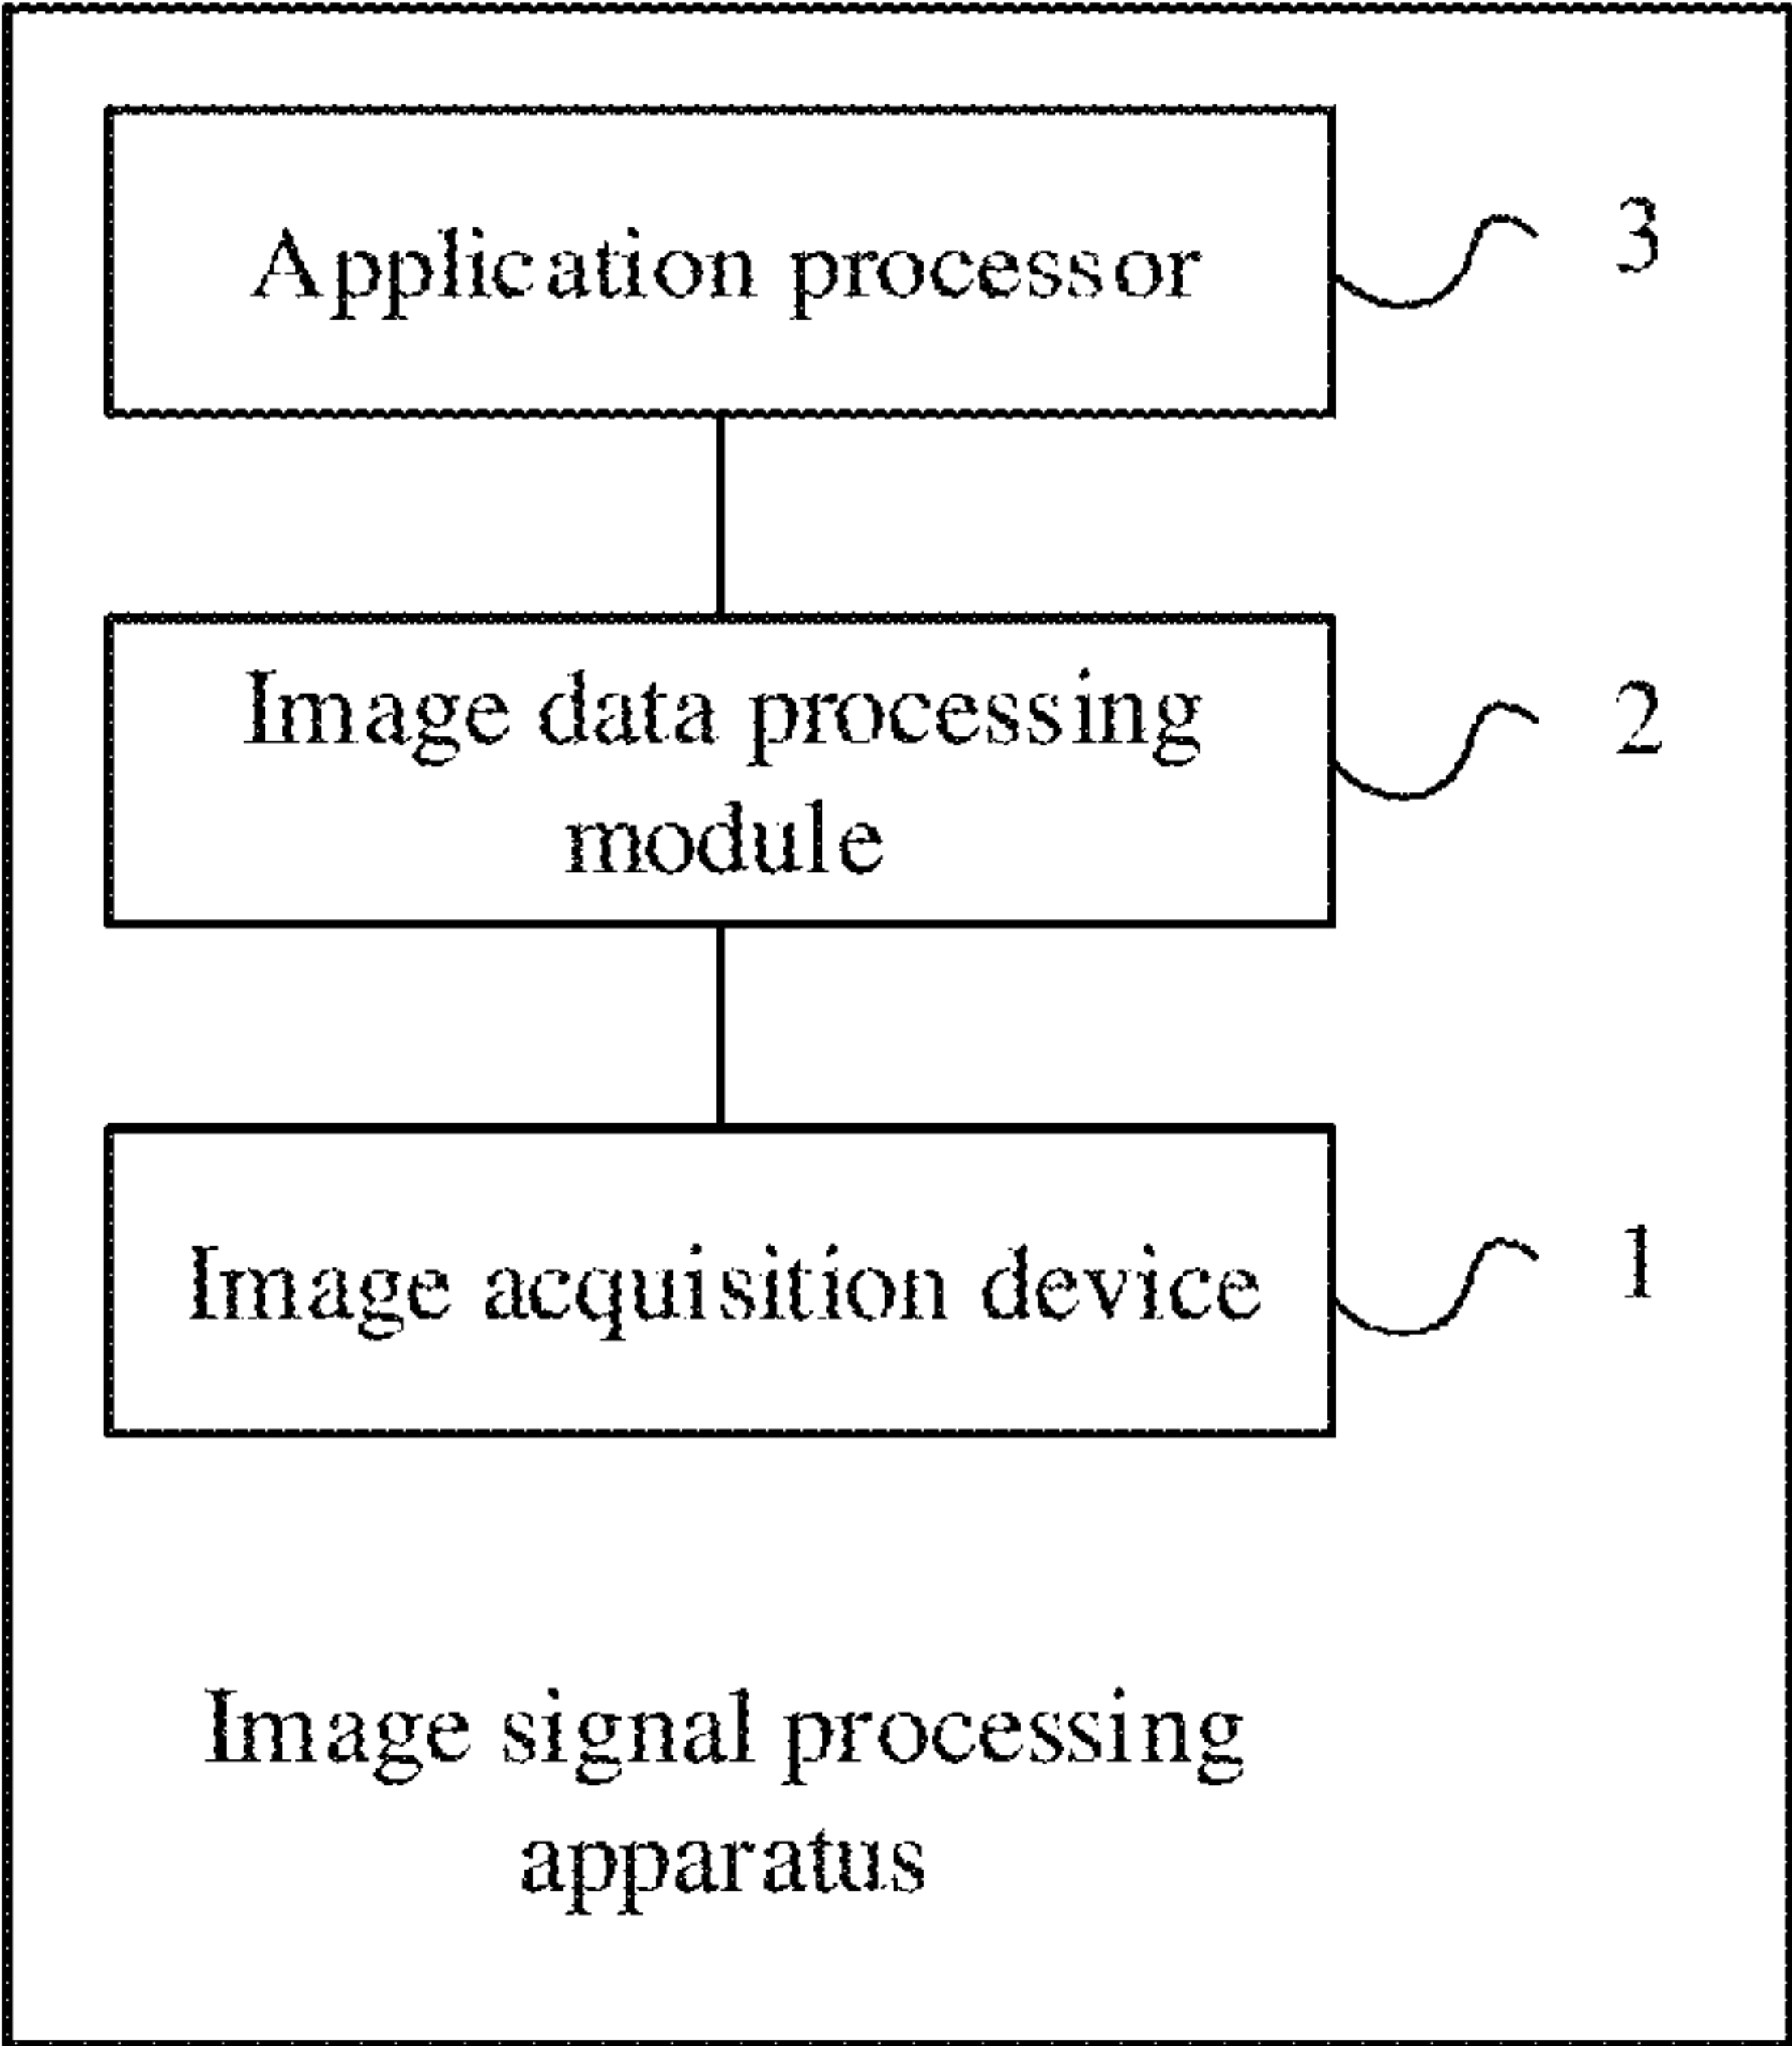 Application processor
3
Image data processing
module
2
Image acquisition device
1
Image signal processing
apparatus